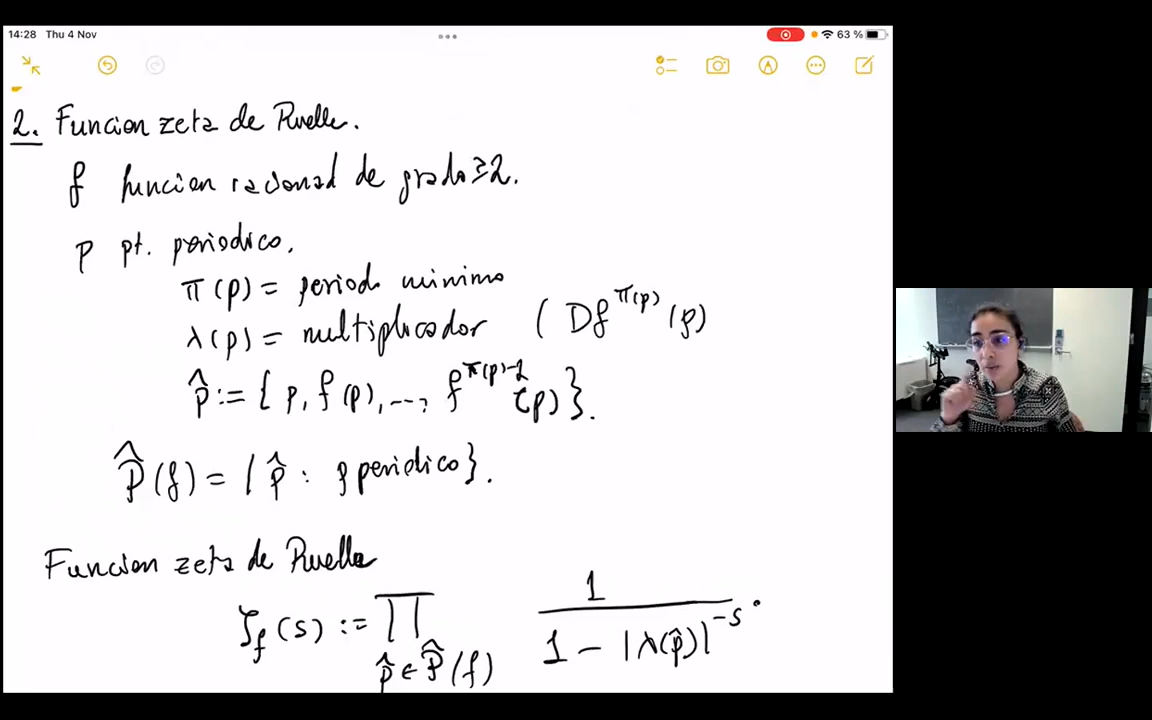 14:28 Thu 4 Nov
63 %
2. Funcion zeta de Ruelle.
f funcion racional de grado ≥2.
p pt. periodico.
π(p) = periodo minimo
λ(p) = multiplicador ( Df^π(p) (p)
p̂ := { p, f(p), ..., f^π(p)-1 (p) }.
P̂(f) = { p̂ : p periodico }.
Funcion zeta de Ruelle
ζ_f(s) := ∏_{p̂ ∈ P̂(f)} 1 / (1 - |λ(p̂)|^-s) .